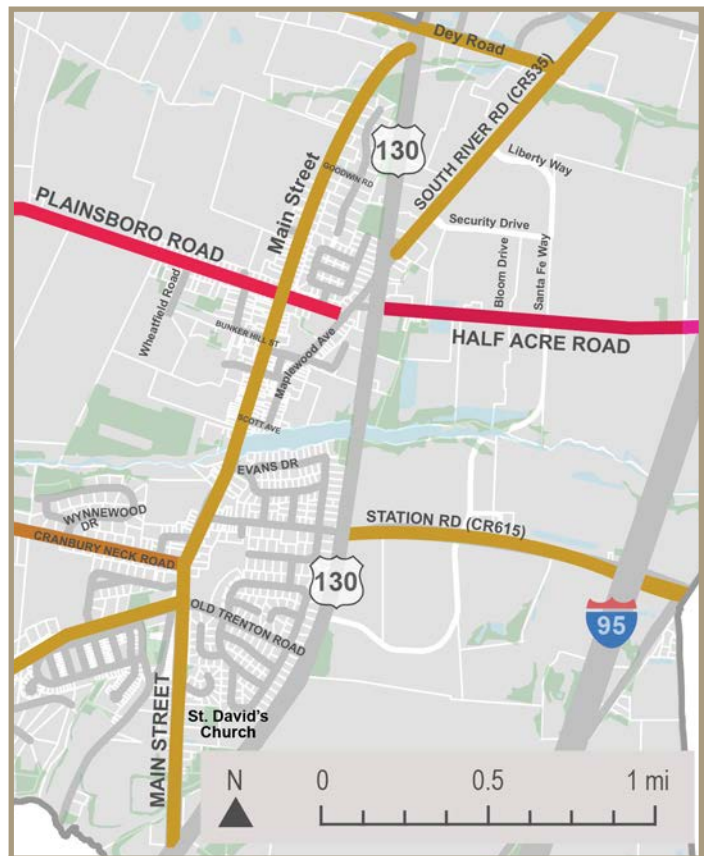 Dey Road
SOUTH RIVER RD (CR535)
130
Main Street
GOODWIN RD
Liberty Way
PLAINSBORO ROAD
Security Drive
Bloom Drive
Santa Fe Way
Wheatfield Road
BUNKER HILL ST
Maplewood Ave
HALF ACRE ROAD
SCOTT AVE
EVANS DR
WYNNEWOOD
DR
STATION RD (CR615)
CRANBURY NECK ROAD
130
95
OLD TRENTON ROAD
MAIN STREET
St. David's
Church
N
0 0.5 1 mi